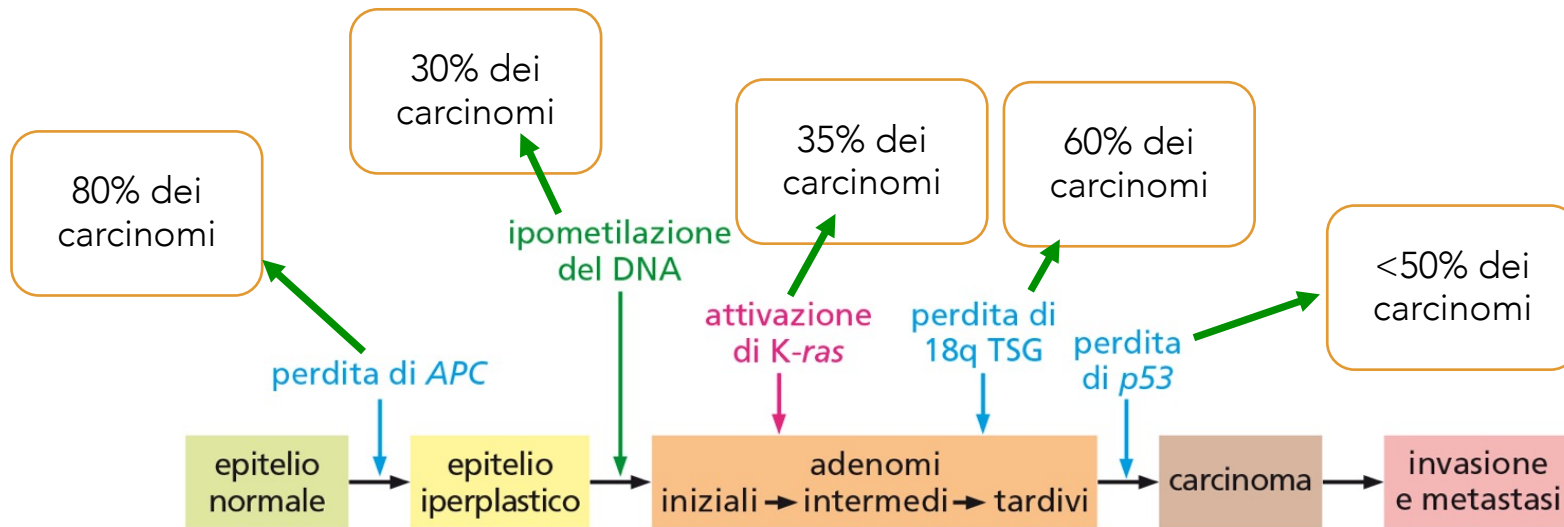 80% dei
carcinomi
30% dei
carcinomi
35% dei
carcinomi
60% dei
carcinomi
<50% dei
carcinomi
perdita di APC
ipometilazione
del DNA
attivazione
di K-ras
perdita di
18q TSG
perdita
di p53
epitelio
normale
epitelio
iperplastico
adenomi
iniziali
intermedi
tardivi
carcinoma
invasione
e metastasi